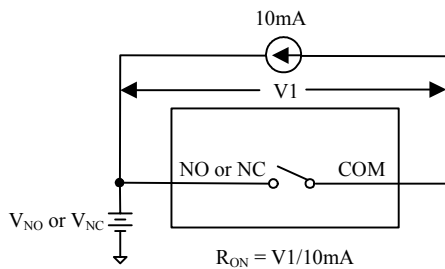 10mA
V1
NO or NC COM
V_NO or V_NC
R_ON = V1/10mA